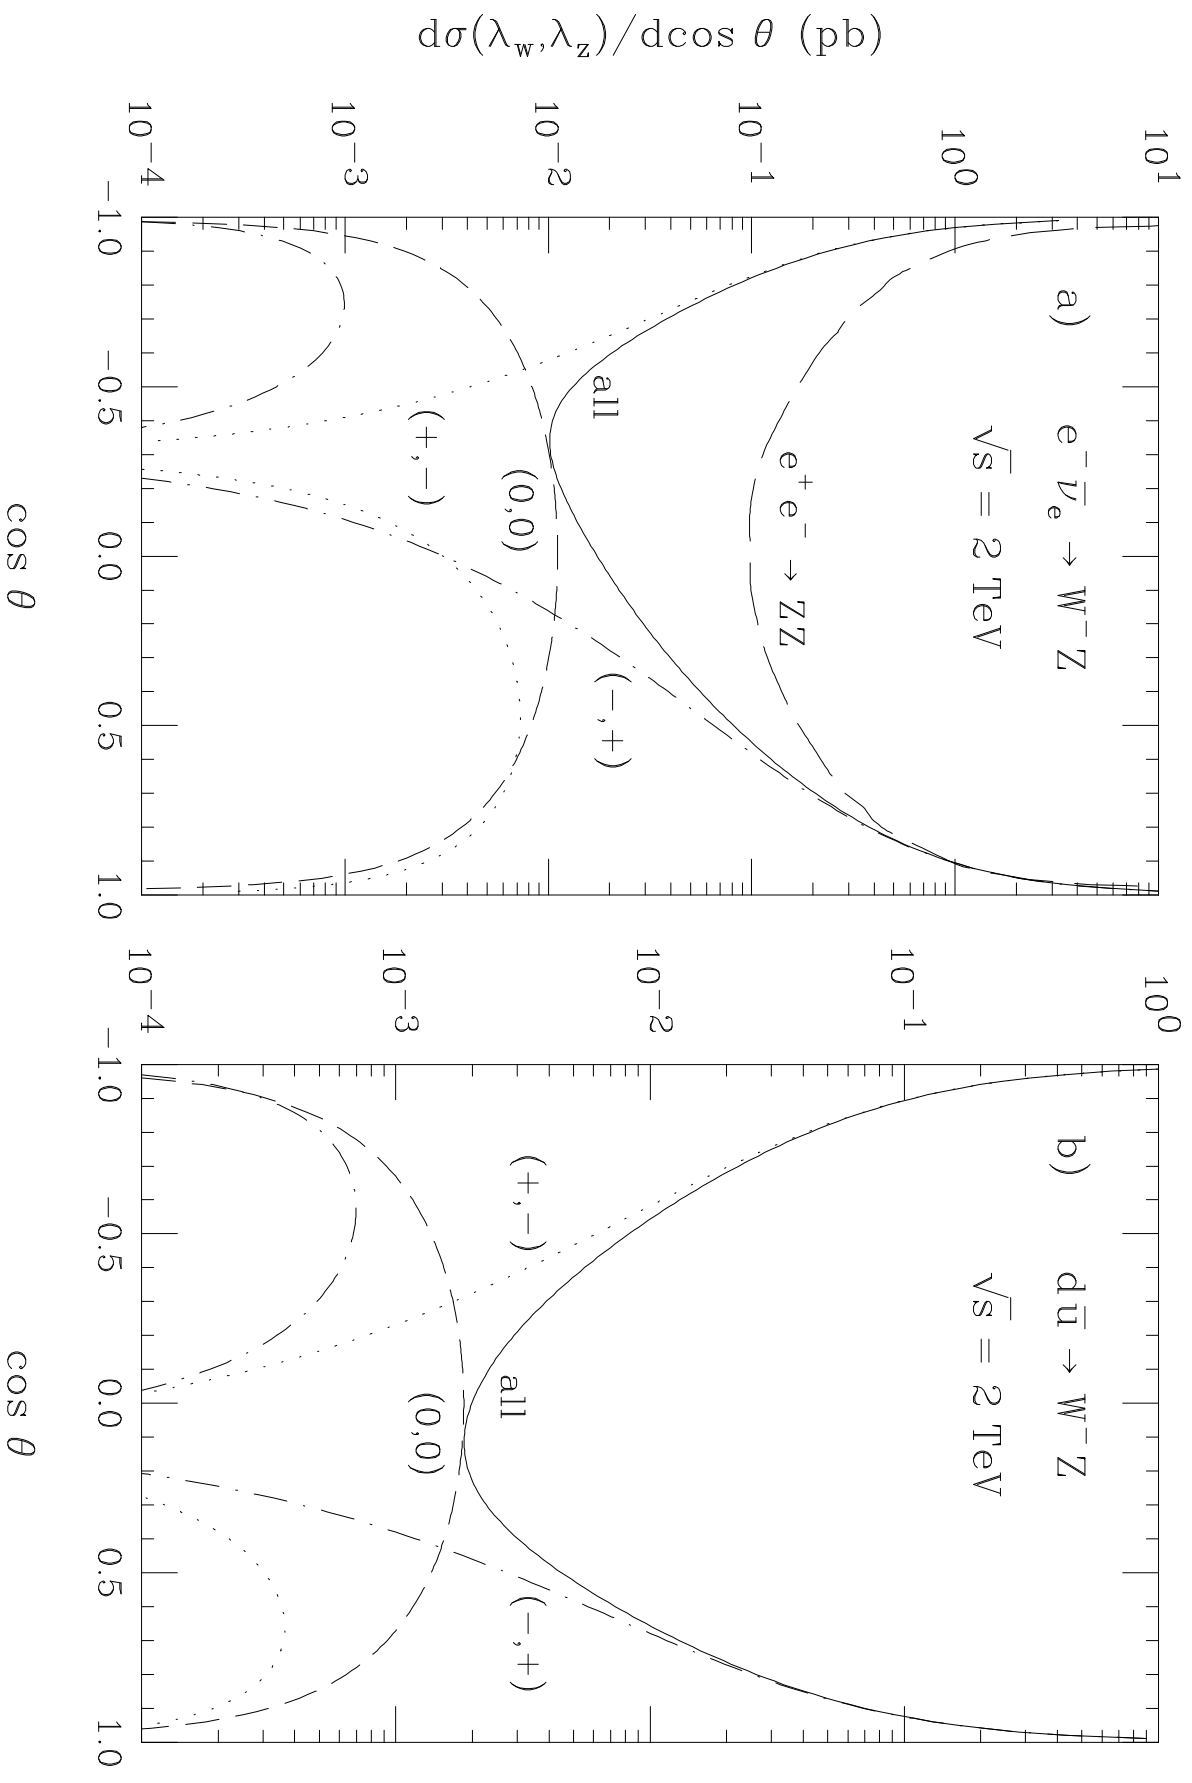 dσ(λ_w,λ_z)/dcos θ (pb)
10^1
10^0
10^−1
10^−2
10^−3
10^−4
a) e^− ν̄_e → W^− Z
√s = 2 TeV
e^+ e^− → ZZ
all
(0,0)
(+,−)
(−,+)
−1.0 −0.5 0.0 0.5 1.0
cos θ
10^0
10^−1
10^−2
10^−3
10^−4
b) dū → W^− Z
√s = 2 TeV
(+,−)
all
(0,0)
(−,+)
−1.0 −0.5 0.0 0.5 1.0
cos θ